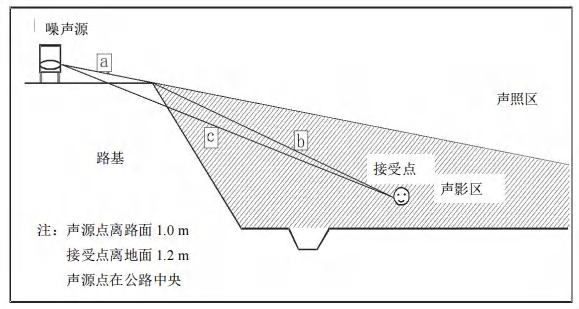 噪声源
a
声照区
c
b
路基
接受点
声影区
注：声源点离路面 1.0 m
接受点离地面 1.2 m
声源点在公路中央